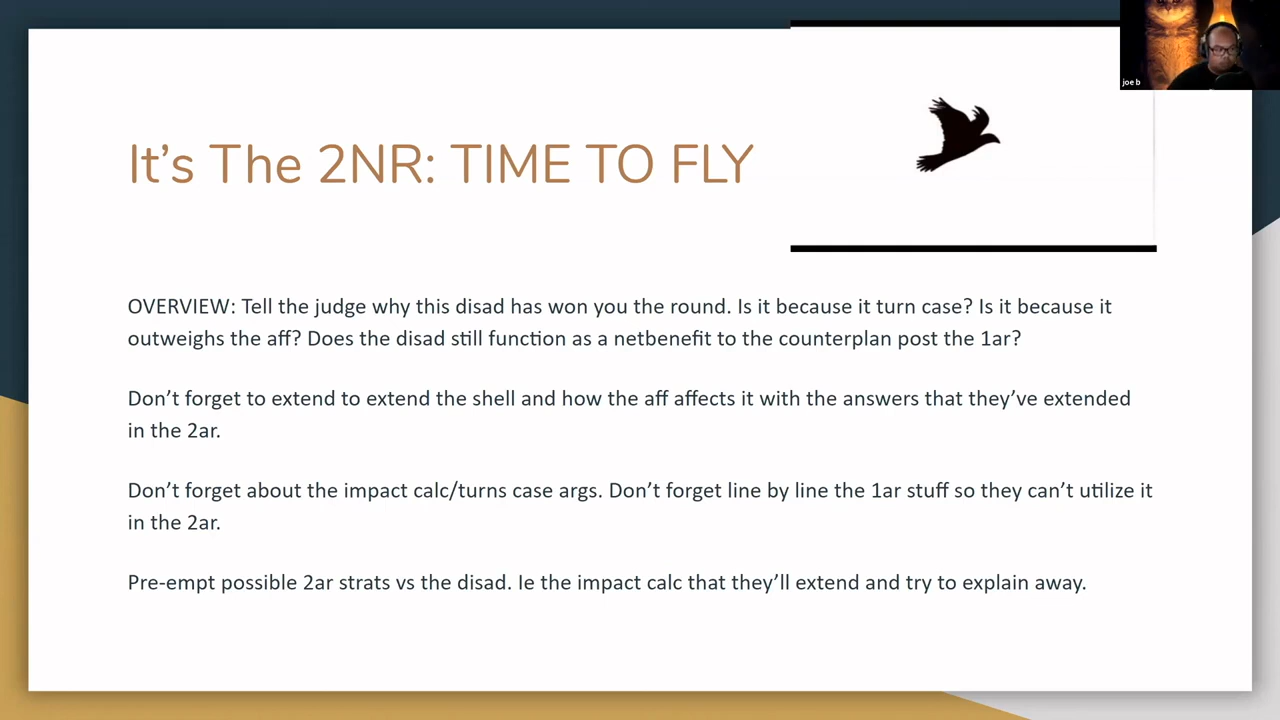 joe b
It’s The 2NR: TIME TO FLY
OVERVIEW: Tell the judge why this disad has won you the round. Is it because it turn case? Is it because it
outweighs the aff? Does the disad still function as a netbenefit to the counterplan post the 1ar?
Don’t forget to extend to extend the shell and how the aff affects it with the answers that they’ve extended
in the 2ar.
Don’t forget about the impact calc/turns case args. Don’t forget line by line the 1ar stuff so they can’t utilize it
in the 2ar.
Pre-empt possible 2ar strats vs the disad. Ie the impact calc that they’ll extend and try to explain away.